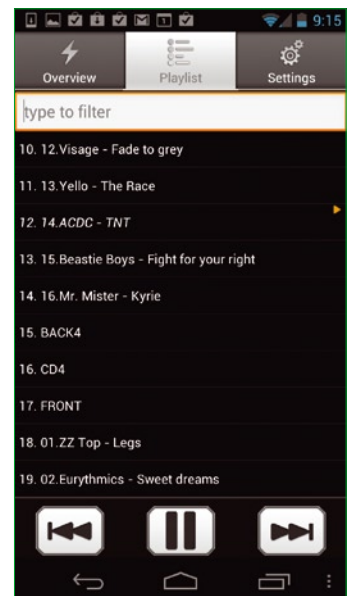 9:15
Overview
Playlist
Settings
type to filter
10. 12.Visage - Fade to grey
11. 13.Yello - The Race
12. 14.ACDC - TNT
13. 15.Beastie Boys - Fight for your right
14. 16.Mr. Mister - Kyrie
15. BACK4
16. CD4
17. FRONT
18. 01.ZZ Top - Legs
19. 02.Eurythmics - Sweet dreams